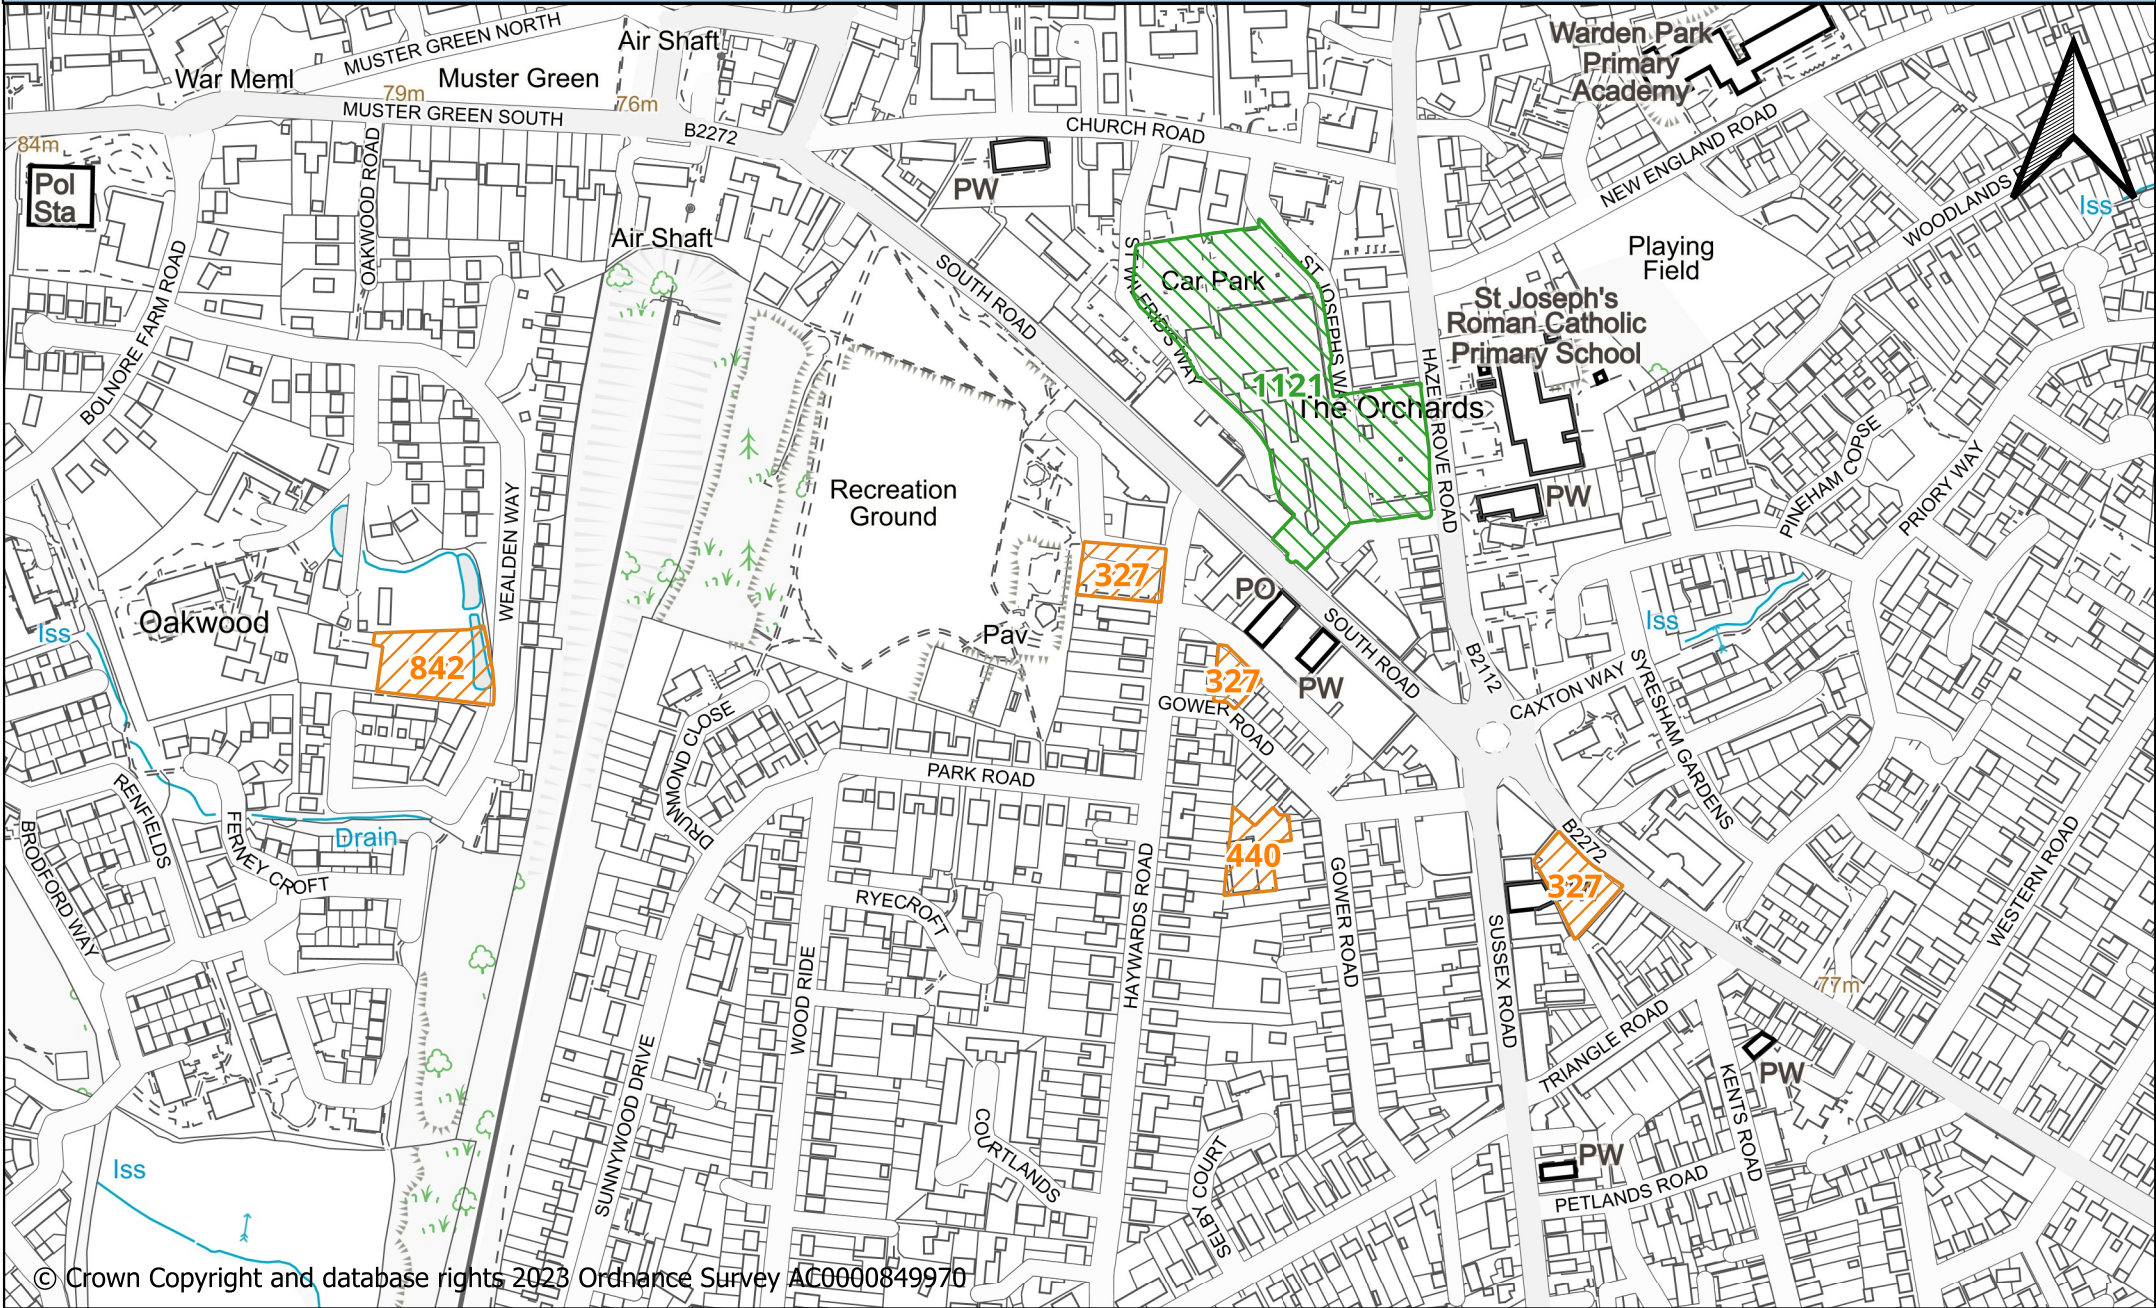 MUSTER GREEN NORTH
Air Shaft
Warden Park
Primary
Academy
War Meml
79m
Muster Green
76m
MUSTER GREEN SOUTH
B2272
CHURCH ROAD
84m
Pol
Sta
OAKWOOD ROAD
PW
NEW ENGLAND ROAD
WOODLANDS
Iss
Air Shaft
BOLNORE FARM ROAD
SOUTH ROAD
ST WILFRIDS WAY
Car Park
ST JOSEPHS WAY
Playing
Field
St Joseph's
Roman Catholic
Primary School
HAZELGROVE ROAD
1121
The Orchards
Recreation
Ground
PW
PINEHAM COPSE
PRIORY WAY
WEALDEN WAY
327
PO
Oakwood
Iss
842
Pav
SOUTH ROAD
PW
B2112
Iss
327
GOWER ROAD
CAXTON WAY
SYRESHAM GARDENS
DRUMMOND CLOSE
PARK ROAD
RENFIELDS
FERNEY CROFT
Drain
BRODFORD WAY
440
B2272
327
HAYWARDS ROAD
RYECROFT
GOWER ROAD
SUSSEX ROAD
WESTERN ROAD
WOOD RIDE
77m
TRIANGLE ROAD
PW
KENTS ROAD
SUNNYWOOD DRIVE
COURTLANDS
SELBY COURT
PW
PETLANDS ROAD
Iss
© Crown Copyright and database rights 2023 Ordnance Survey AC0000849970